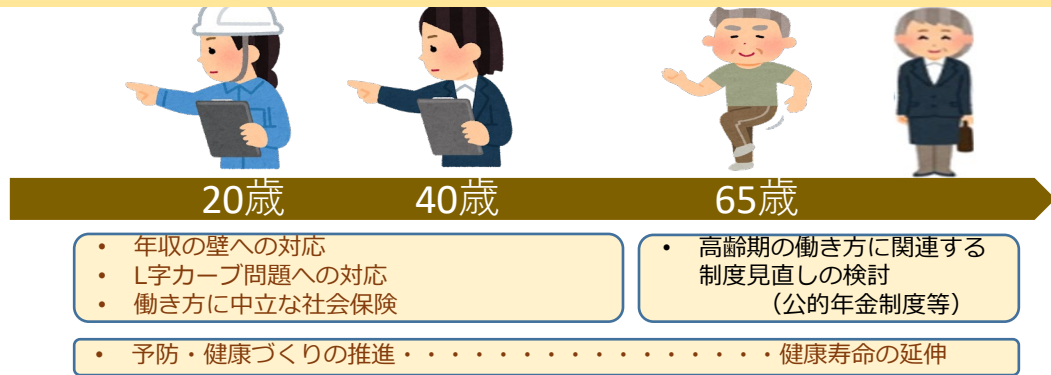 20歳 40歳 65歳
• 年収の壁への対応
• L字カーブ問題への対応
• 働き方に中立な社会保険
• 高齢期の働き方に関連する
制度見直しの検討
（公的年金制度等）
• 予防・健康づくりの推進・・・・・・・・・・・・・・・・・健康寿命の延伸